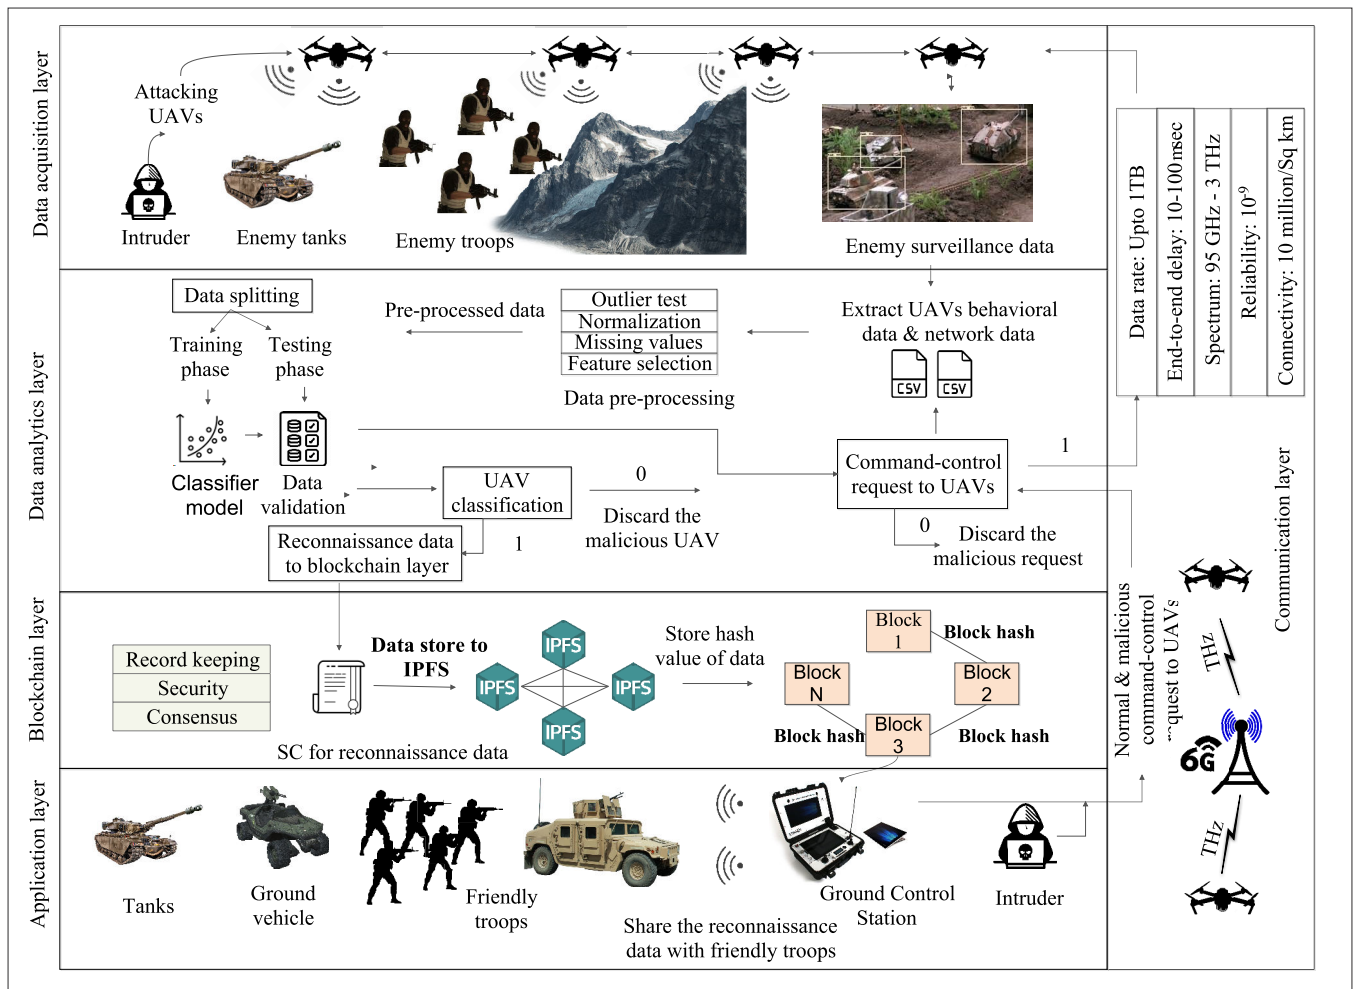 Data acquisition layer
Attacking
UAVs
Intruder
Enemy tanks
Enemy troops
Enemy surveillance data
Data analytics layer
Data splitting
Training
phase
Testing
phase
Classifier
model
Data
validation
Pre-processed data
Outlier test
Normalization
Missing values
Feature selection
Data pre-processing
Extract UAVs behavioral
data & network data
CSV
CSV
Command-control
request to UAVs
1
0
Discard the
malicious request
UAV
classification
0
Discard the
malicious UAV
1
Reconnaissance data
to blockchain layer
Blockchain layer
Record keeping
Security
Consensus
SC for reconnaissance data
Data store to
IPFS
IPFS
IPFS
IPFS
IPFS
Store hash
value of data
Block
1
Block hash
Block
N
Block
2
Block hash
Block
3
Block hash
Application layer
Tanks
Ground
vehicle
Friendly
troops
Share the reconnaissance
data with friendly troops
Ground Control
Station
Intruder
Communication layer
Data rate: Upto 1TB
End-to-end delay: 10-100nsec
Spectrum: 95 GHz - 3 THz
Reliability: 10-9
Connectivity: 10 million/Sq km
Normal & malicious
command-control
request to UAVs
THz
6G
THz